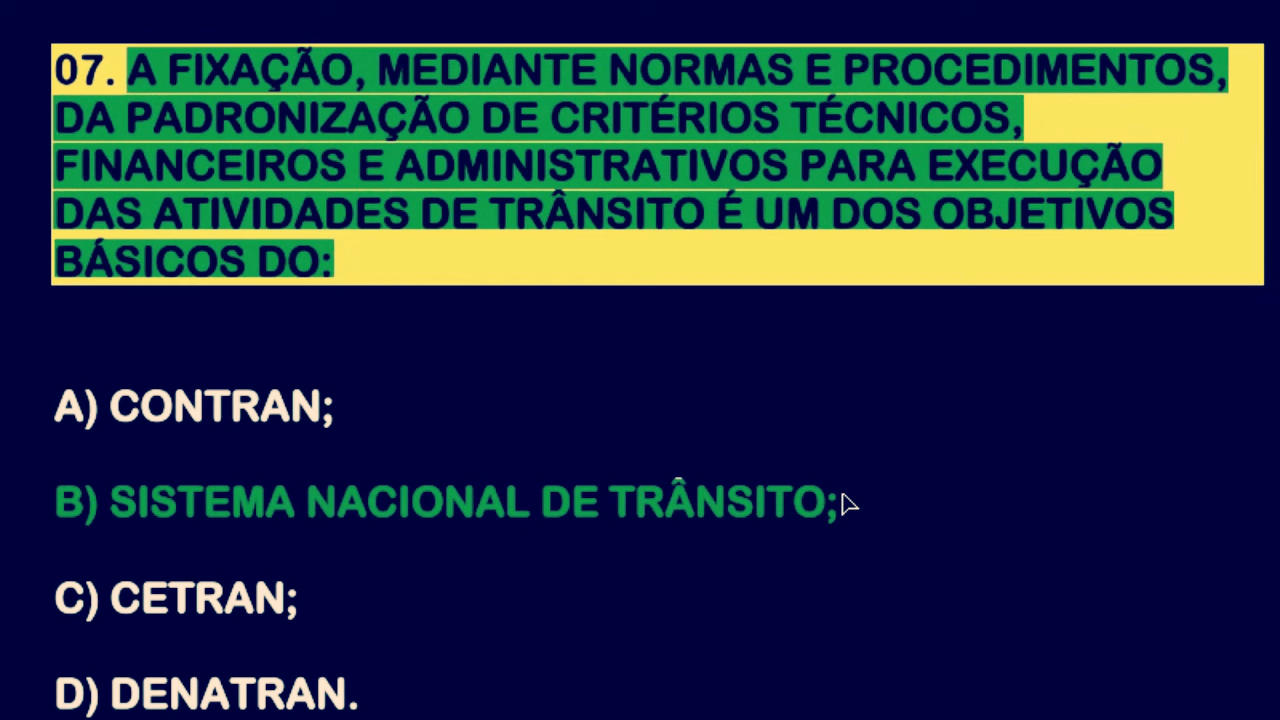 07. A FIXAÇÃO, MEDIANTE NORMAS E PROCEDIMENTOS,
DA PADRONIZAÇÃO DE CRITÉRIOS TÉCNICOS,
FINANCEIROS E ADMINISTRATIVOS PARA EXECUÇÃO
DAS ATIVIDADES DE TRÂNSITO É UM DOS OBJETIVOS
BÁSICOS DO:
A) CONTRAN;
B) SISTEMA NACIONAL DE TRÂNSITO;
C) CETRAN;
D) DENATRAN.